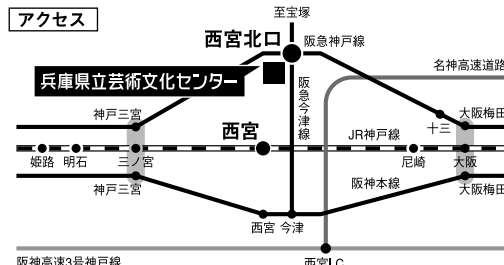 アクセス
至宝塚
西宮北口
阪急神戸線
兵庫県立芸術文化センター
名神高速道路
阪急今津線
神戸三宮
西宮
十三
大阪梅田
JR神戸線
姫路
明石
三ノ宮
尼崎
大阪
神戸三宮
阪神本線
大阪梅田
西宮
今津
阪神高速3号神戸線
西宮I.C.